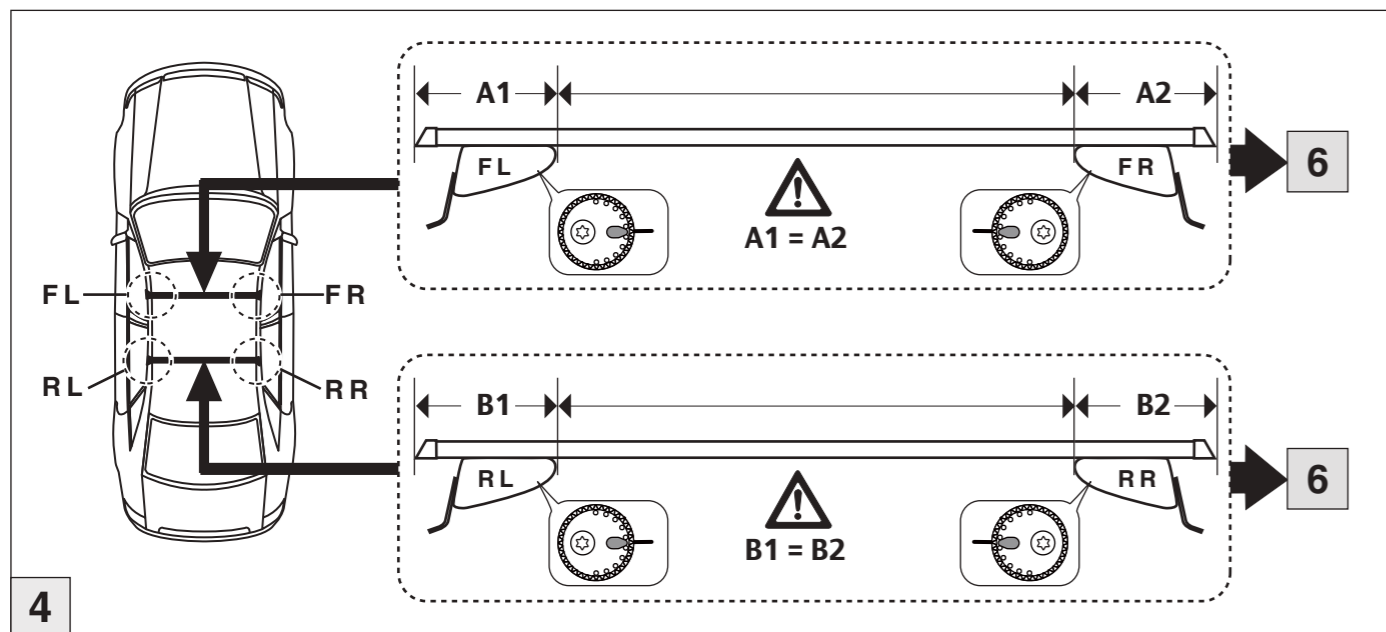 A1 A2
FL FR
A1 = A2
6
FL FR
RL RR
B1 B2
RL RR
B1 = B2
6
4